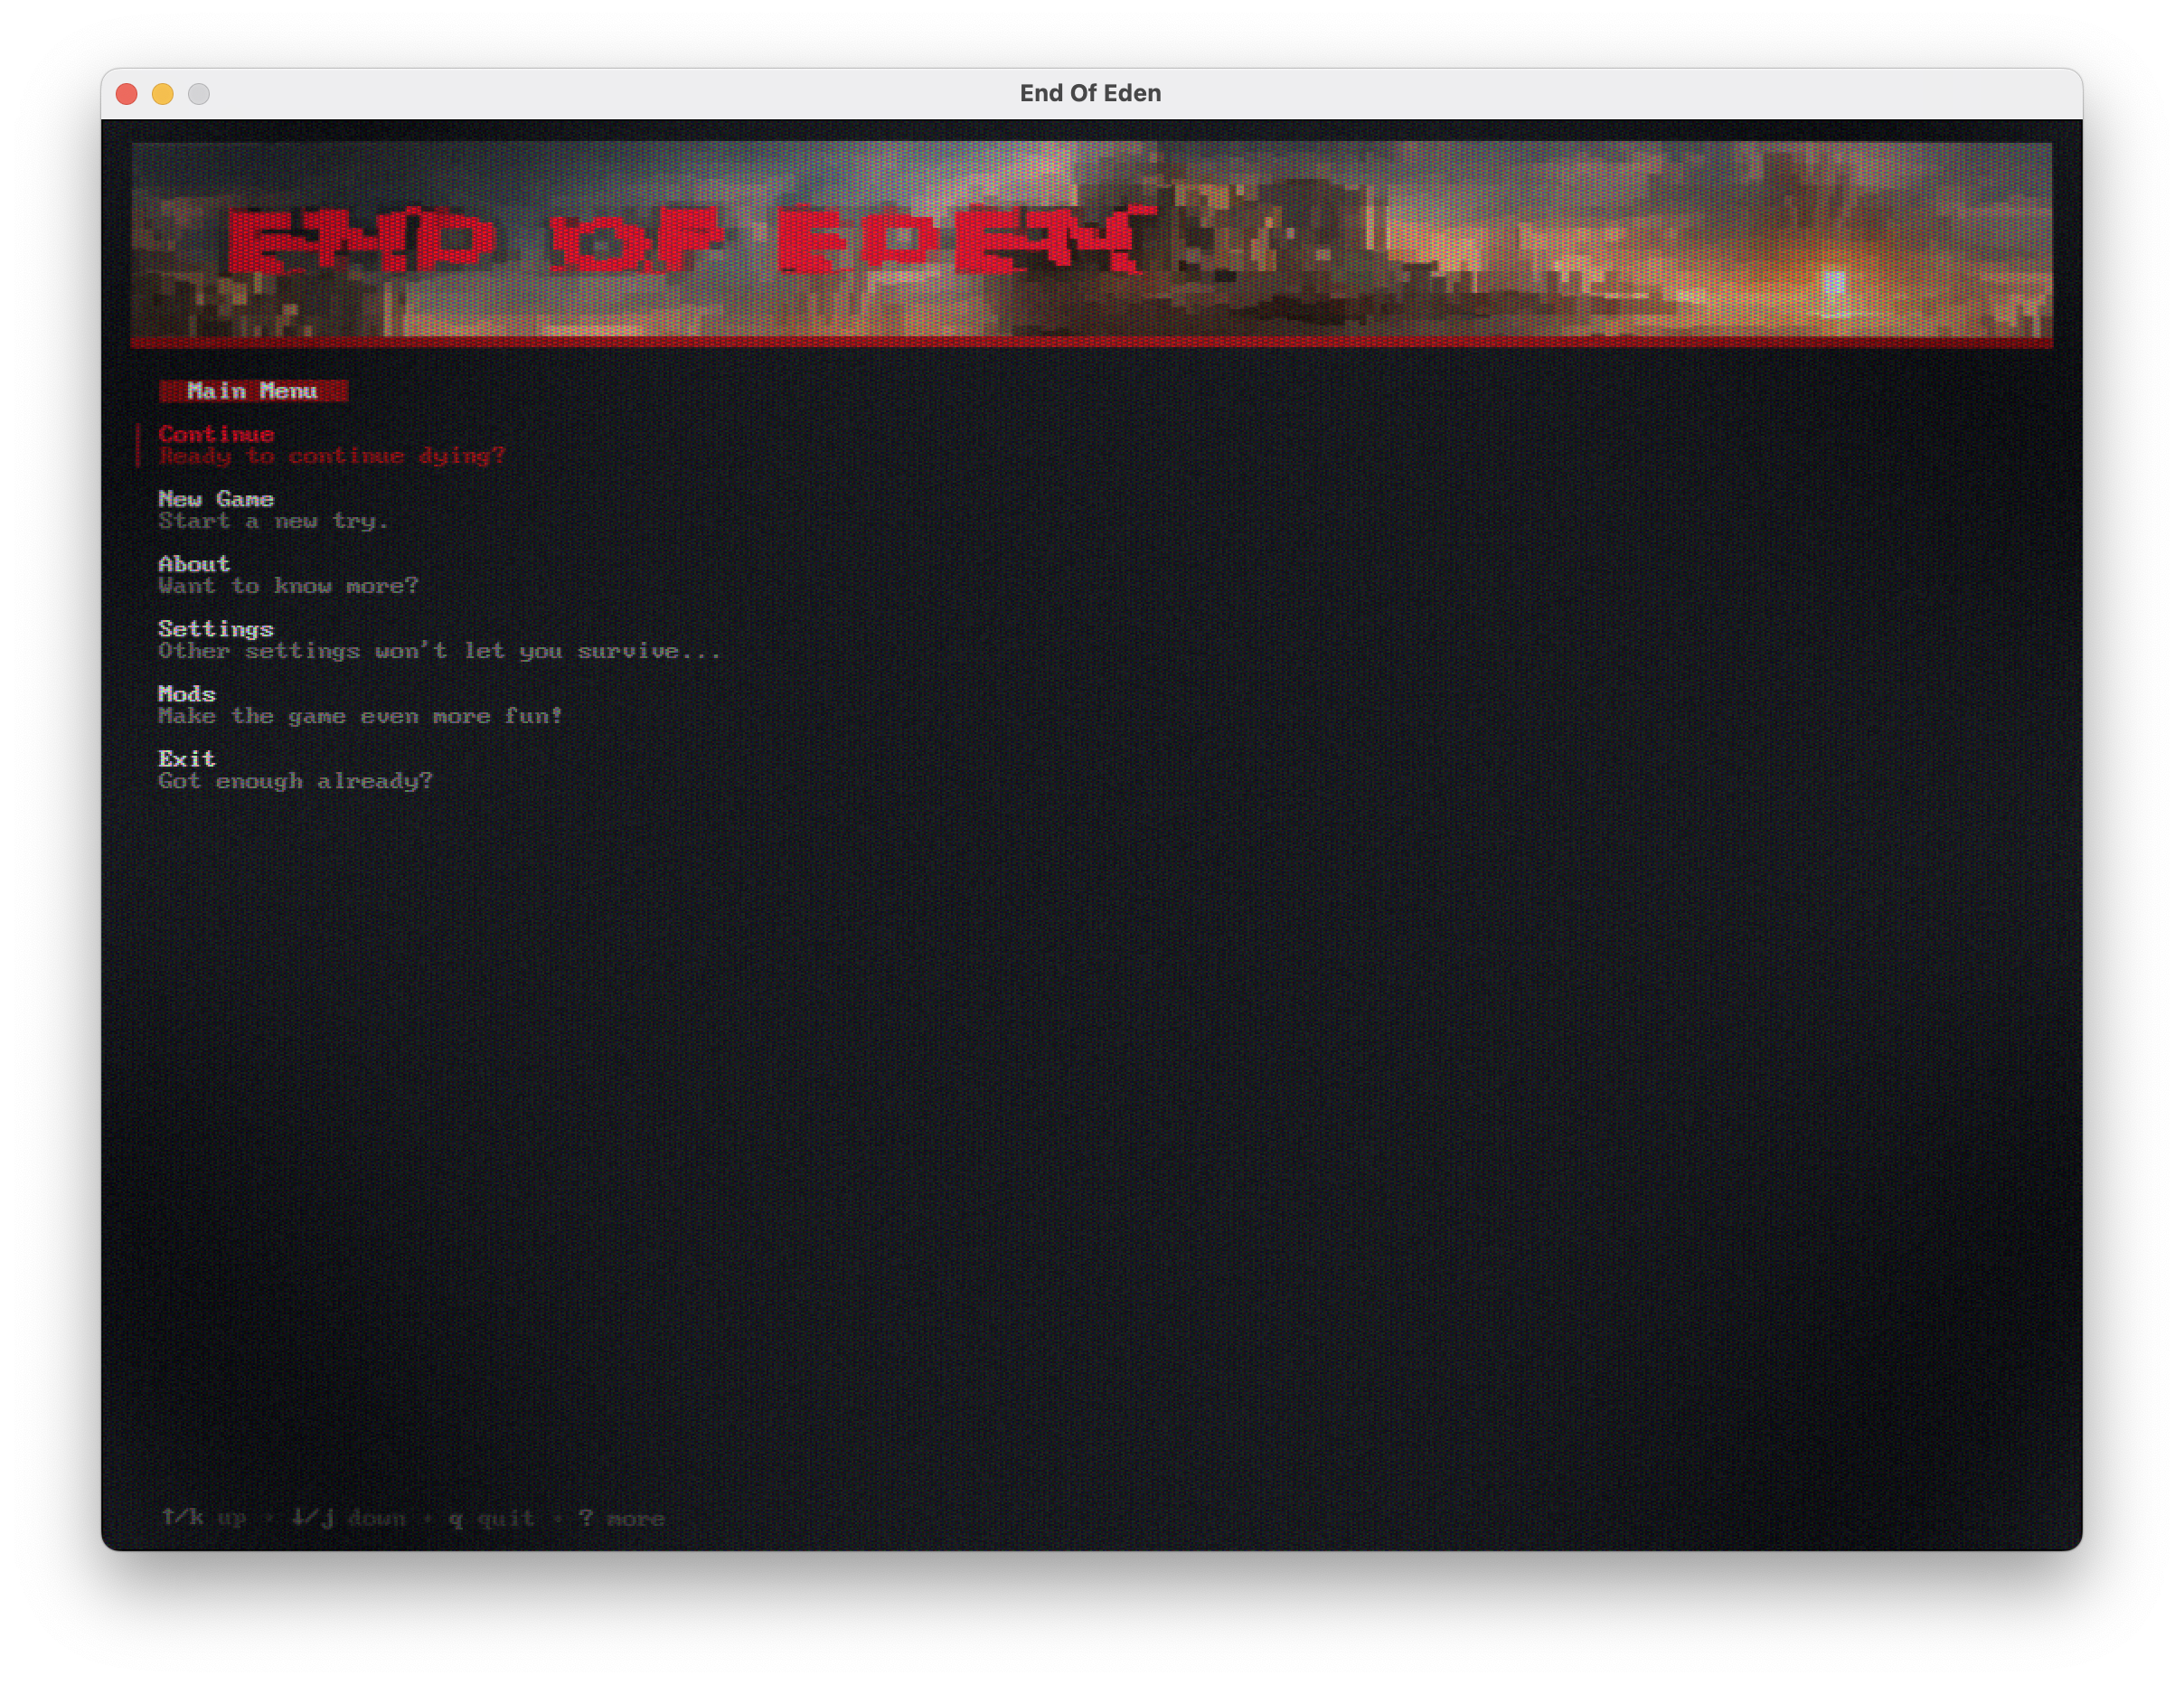 End Of Eden
END OF EDEN
Main Menu
Continue
Ready to continue dying?
New Game
Start a new try.
About
Want to know more?
Settings
Other settings won't let you survive...
Mods
Make the game even more fun!
Exit
Got enough already?
↑/k up • ↓/j down • q quit • ? more